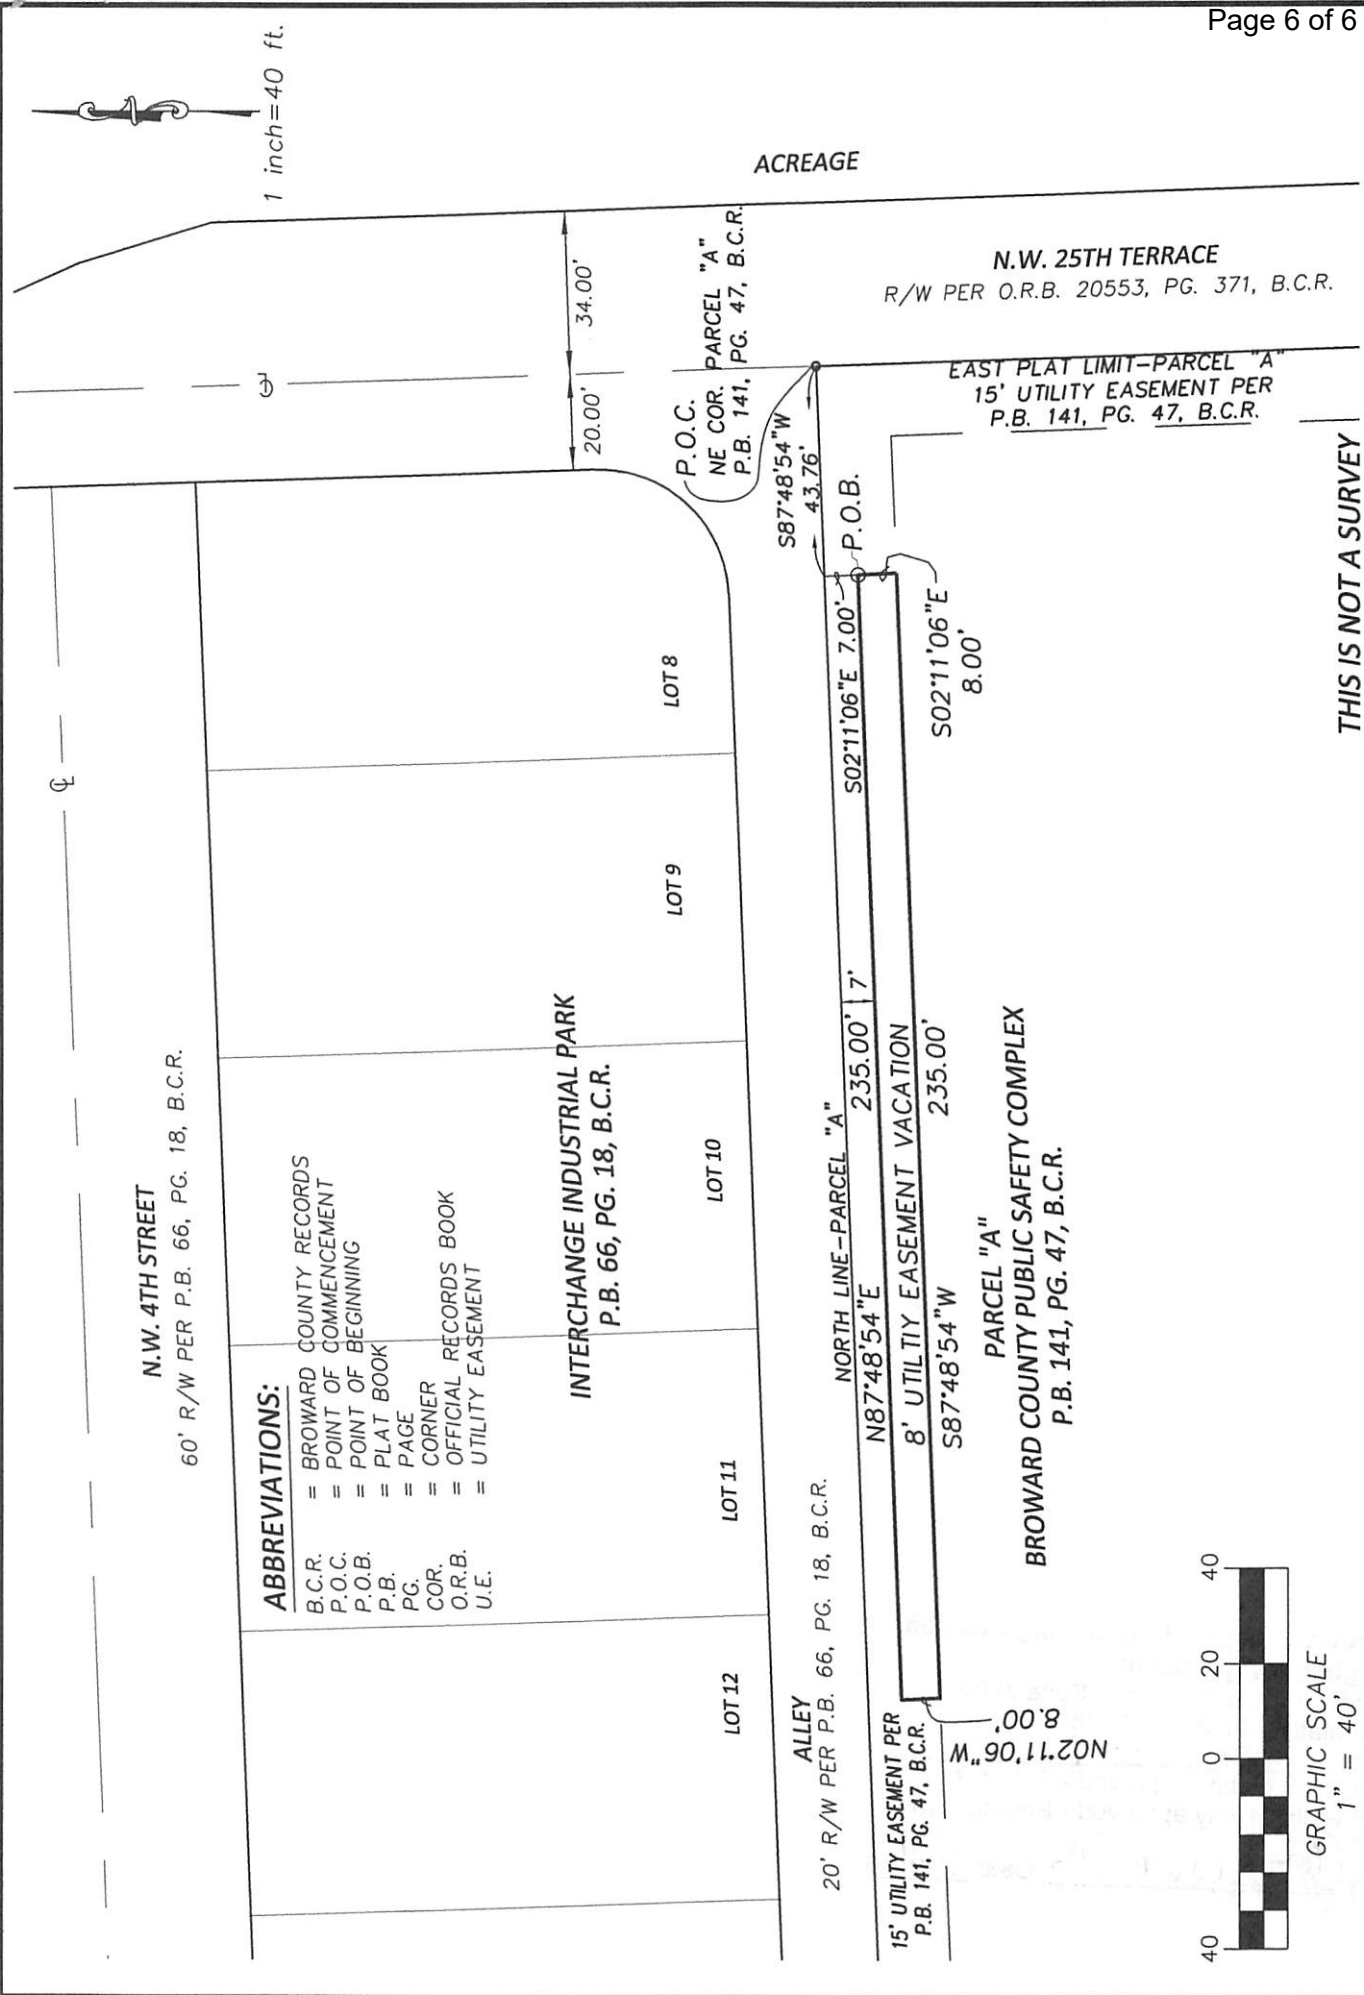 Page 6 of 6
1 inch=40 ft.
N.W. 4TH STREET
60' R/W PER P.B. 66, PG. 18, B.C.R.
ABBREVIATIONS:
B.C.R. = BROWARD COUNTY RECORDS
P.O.C. = POINT OF COMMENCEMENT
P.O.B. = POINT OF BEGINNING
P.B. = PLAT BOOK
PG. = PAGE
COR. = CORNER
O.R.B. = OFFICIAL RECORDS BOOK
U.E. = UTILITY EASEMENT
INTERCHANGE INDUSTRIAL PARK
P.B. 66, PG. 18, B.C.R.
LOT 12
LOT 11
LOT 10
LOT 9
LOT 8
20.00'
34.00'
ACREAGE
P.O.C.
NE COR. PARCEL "A"
P.B. 141, PG. 47, B.C.R.
N.W. 25TH TERRACE
R/W PER O.R.B. 20553, PG. 371, B.C.R.
EAST PLAT LIMIT-PARCEL "A"
15' UTILITY EASEMENT PER
P.B. 141, PG. 47, B.C.R.
S87°48'54"W
43.76'
P.O.B.
S02°11'06"E 7.00'
S02°11'06"E
8.00'
ALLEY
20' R/W PER P.B. 66, PG. 18, B.C.R.
NORTH LINE-PARCEL "A"
N87°48'54"E 235.00' 7'
8' UTILTIY EASEMENT VACATION
S87°48'54"W 235.00'
15' UTILITY EASEMENT PER
P.B. 141, PG. 47, B.C.R.
N02°11'06"W
8.00'
PARCEL "A"
BROWARD COUNTY PUBLIC SAFETY COMPLEX
P.B. 141, PG. 47, B.C.R.
40 0 20 40
GRAPHIC SCALE
1" = 40'
THIS IS NOT A SURVEY